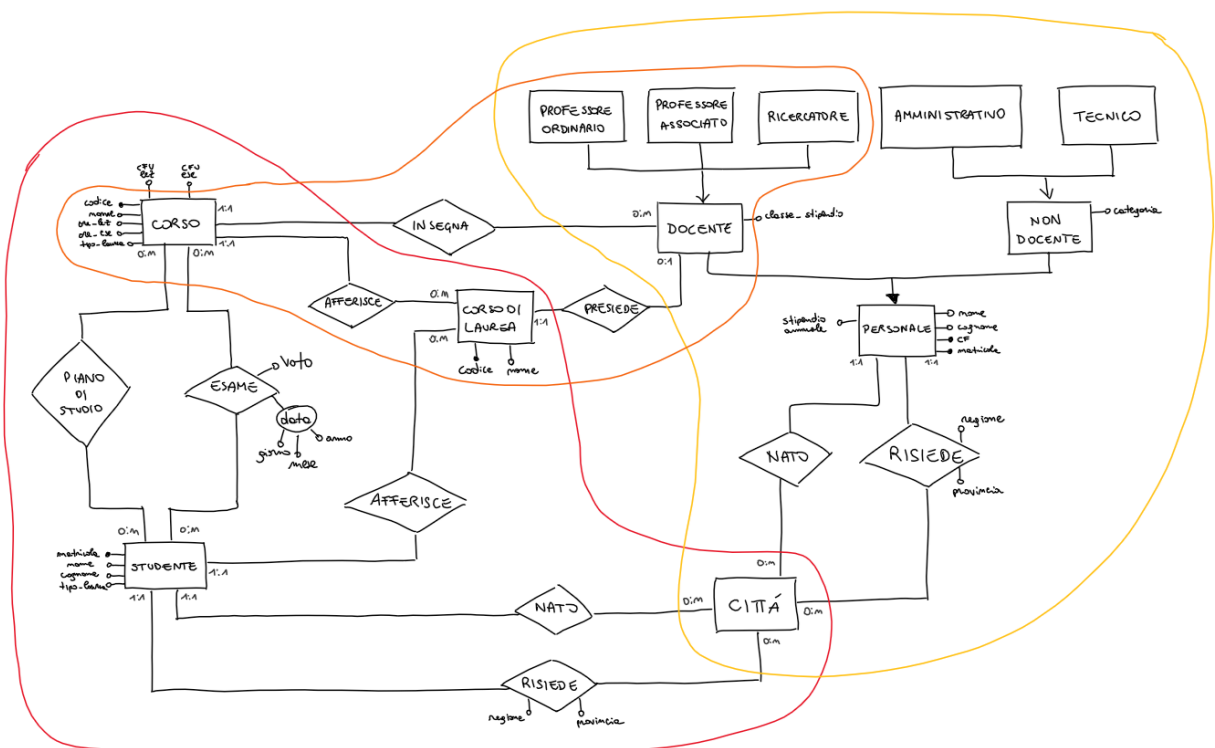 PROFESSORE
ORDINARIO
PROFESSORE
ASSOCIATO
RICERCATORE
AMMINISTRATIVO
TECNICO
CFU
lez
CFU
ese
codice
nome
ore_ese
tipo_laurea
CORSO
1:1
1:1
0:m
0:m
INSEGNA
0:m
DOCENTE
classe_stipendio
0:1
NON
DOCENTE
categoria
AFFERISCE
0:m
CORSO DI
LAUREA
0:m
1:1
codice
nome
PRESIEDE
stipendio
annuale
PERSONALE
nome
cognome
CF
matricola
1:1
1:1
PIANO
DI
STUDIO
ESAME
voto
data
giorno
mese
anno
NATO
RISIEDE
regione
provincia
AFFERISCE
0:m
0:m
matricola
nome
cognome
tipo_laurea
STUDENTE
1:1
1:1
1:1
NATO
0:m
0:m
CITTÁ
0:m
0:m
RISIEDE
regione
provincia